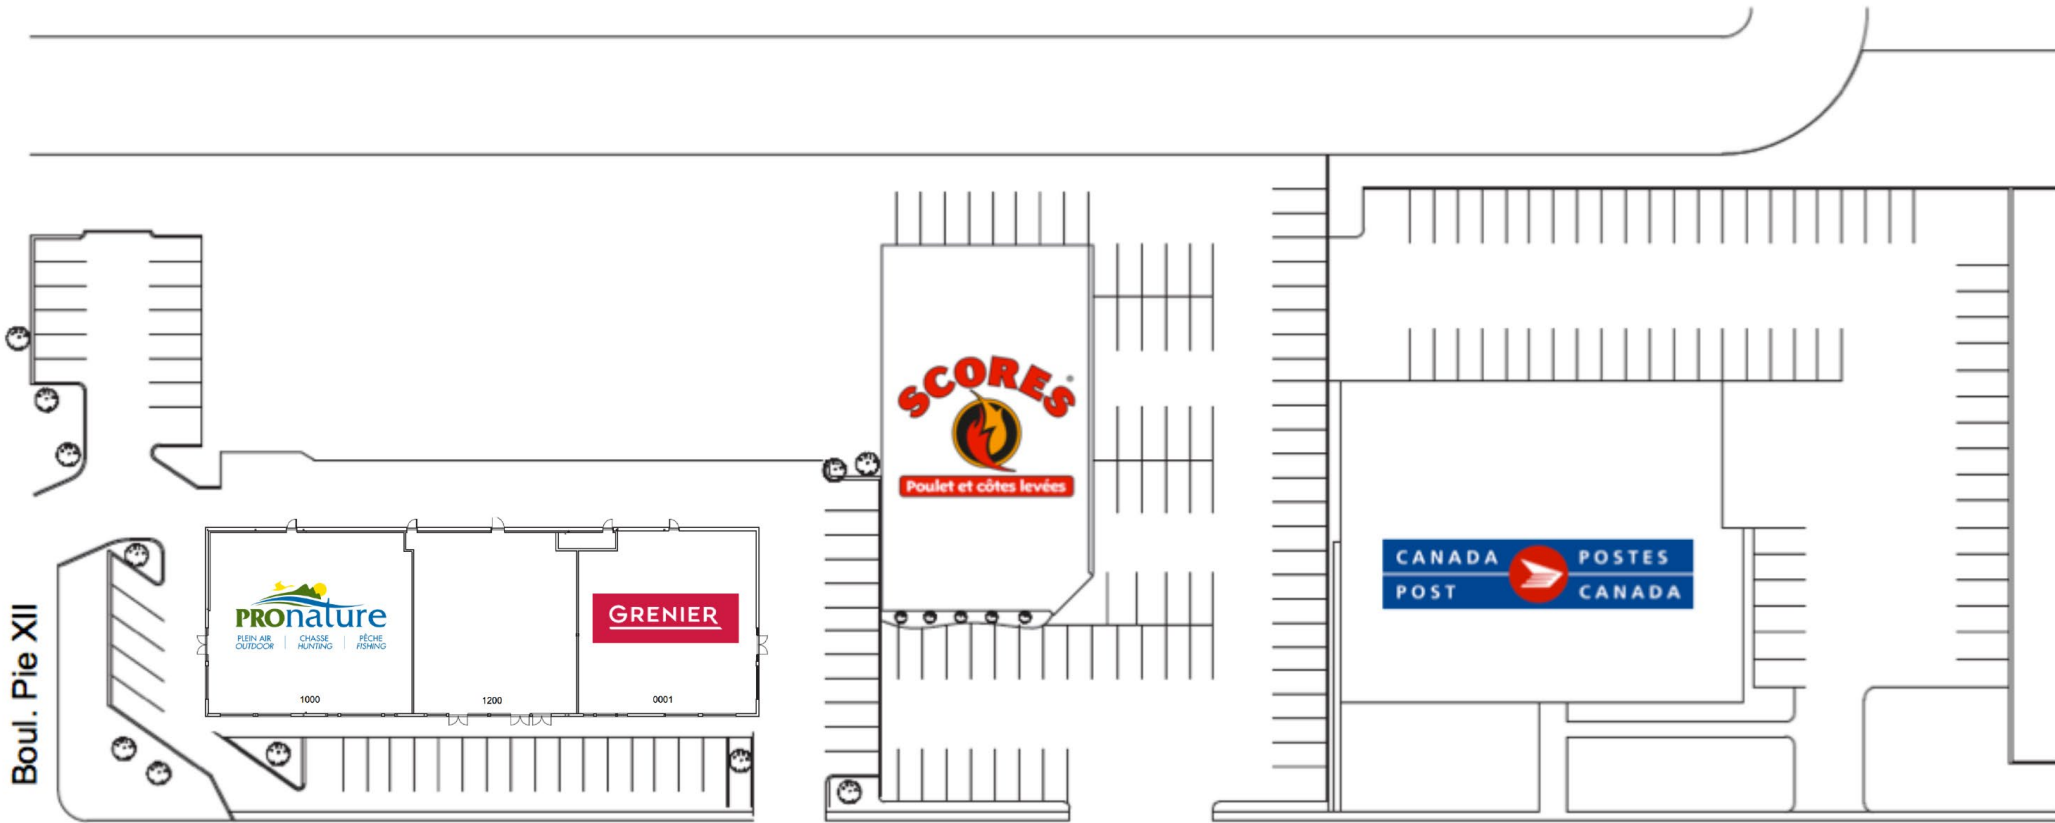 SCORES
Poulet et côtes levées
CANADA POST
POSTES CANADA
PROnature
PLEIN AIR OUTDOOR
CHASSE HUNTING
PÊCHE FISHING
GRENIER
1000
1200
0001
Boul. Pie XII